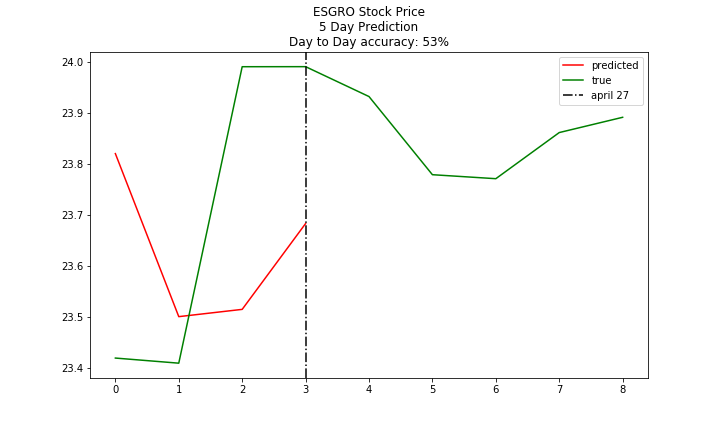 ESGRO Stock Price
5 Day Prediction
Day to Day accuracy: 53%
predicted
true
april 27
24.0
23.9
23.8
23.7
23.6
23.5
23.4
0 1 2 3 4 5 6 7 8